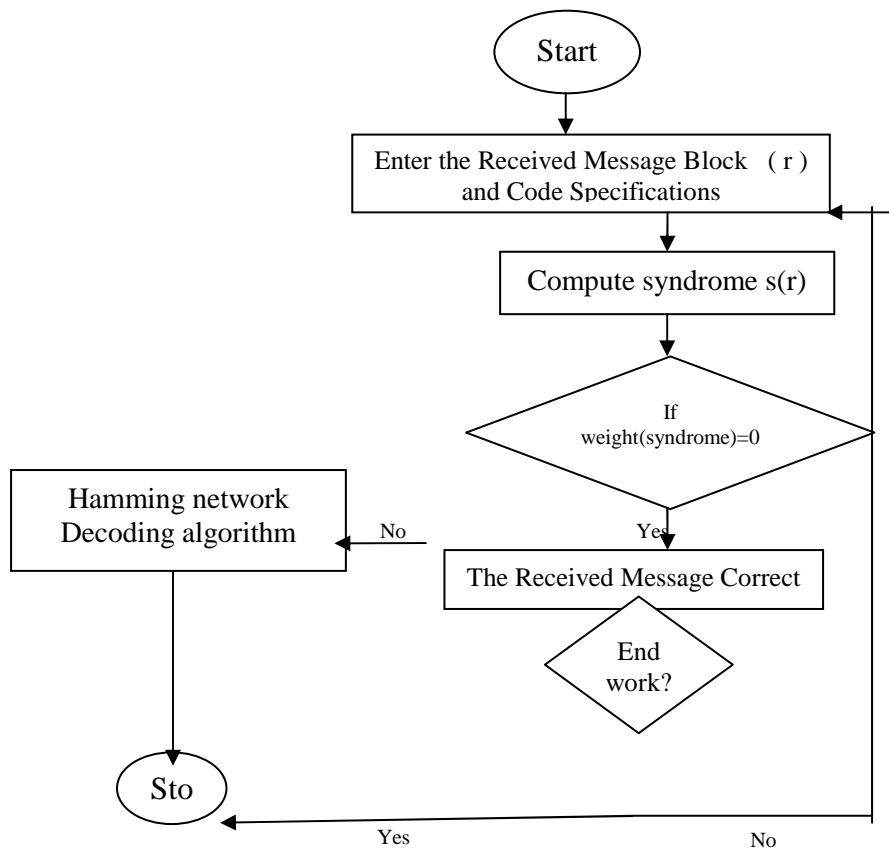 Start
Enter the Received Message Block ( r )
and Code Specifications
Compute syndrome s(r)
If
weight(syndrome)=0
Hamming network
Decoding algorithm
No
Yes
The Received Message Correct
End
work?
Sto
Yes
No